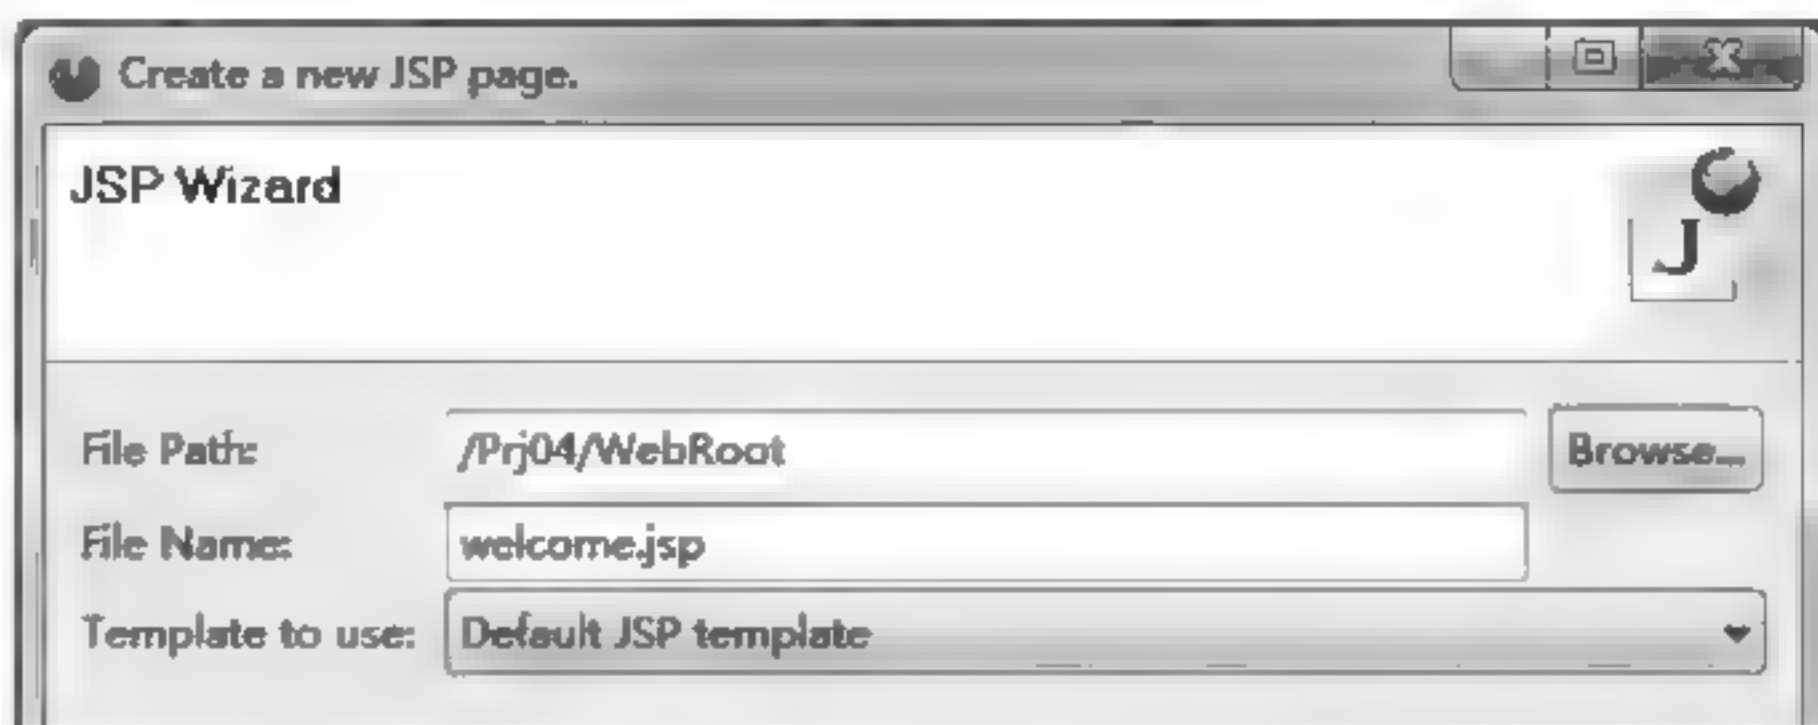 Create a new JSP page.
JSP Wizard
J
File Path: /Prj04/WebRoot Browse...
File Name: welcome.jsp
Template to use: Default JSP template